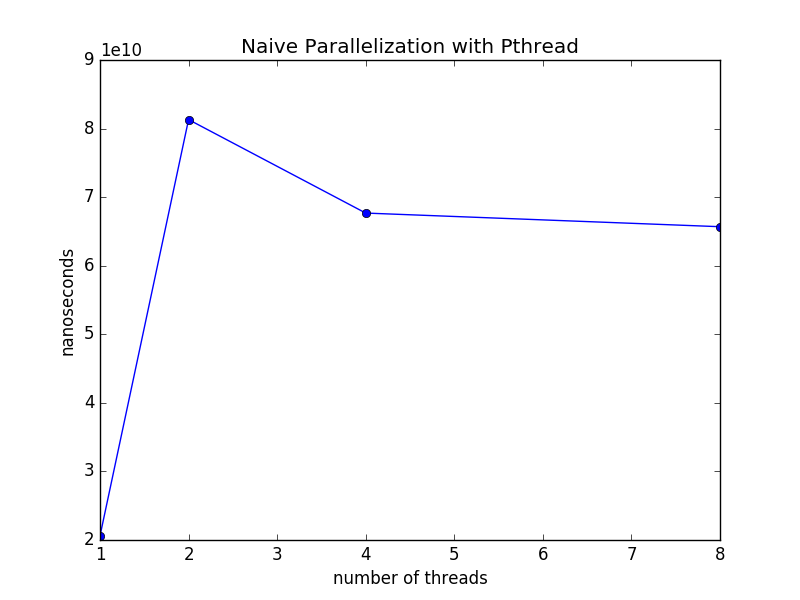 Naive Parallelization with Pthread
1e10
9
8
7
6
5
4
3
2
nanoseconds
1 2 3 4 5 6 7 8
number of threads